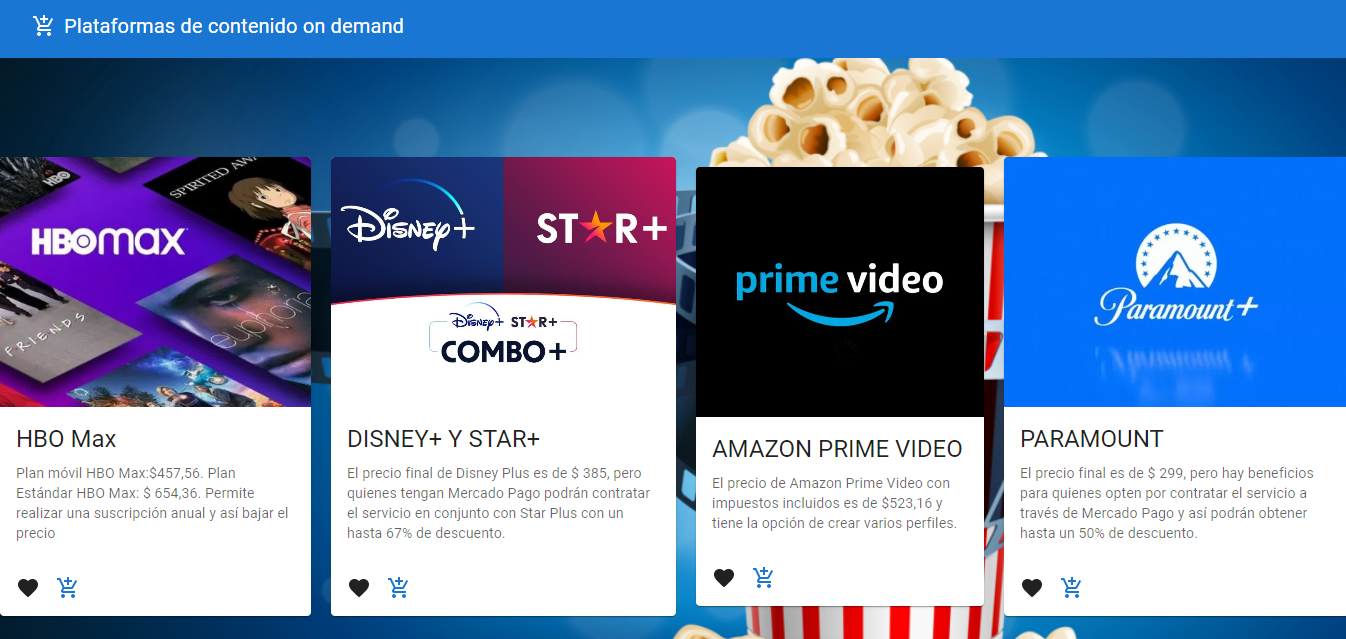 Plataformas de contenido on demand
HBO
SPIRITED AWA
HBOmax
FRIENDS
euphoria
Disney+
STAR+
Disney+ STAR+
COMBO+
prime video
Paramount+
HBO Max
Plan móvil HBO Max:$457,56. Plan
Estándar HBO Max: $ 654,36. Permite
realizar una suscripción anual y así bajar el
precio
DISNEY+ Y STAR+
El precio final de Disney Plus es de $ 385, pero
quienes tengan Mercado Pago podrán contratar
el servicio en conjunto con Star Plus con un
hasta 67% de descuento.
AMAZON PRIME VIDEO
El precio de Amazon Prime Video con
impuestos incluidos es de $523,16 y
tiene la opción de crear varios perfiles.
PARAMOUNT
El precio final es de $ 299, pero hay beneficios
para quienes opten por contratar el servicio a
través de Mercado Pago y así podrán obtener
hasta un 50% de descuento.